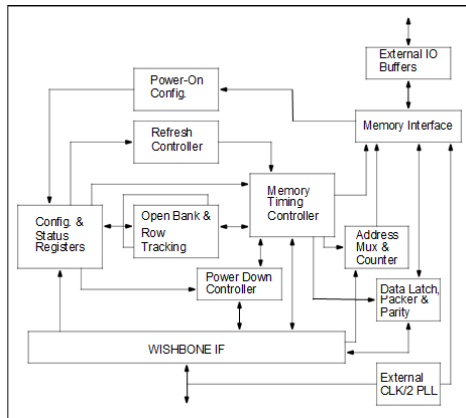 External IO
Buffers
Power-On
Config.
Memory Interface
Refresh
Controller
Memory
Timing
Controller
Config. &
Status
Registers
Open Bank &
Row
Tracking
Address
Mux &
Counter
Power Down
Controller
Data Latch,
Packer &
Parity
WISHBONE IF
External
CLK/2 PLL